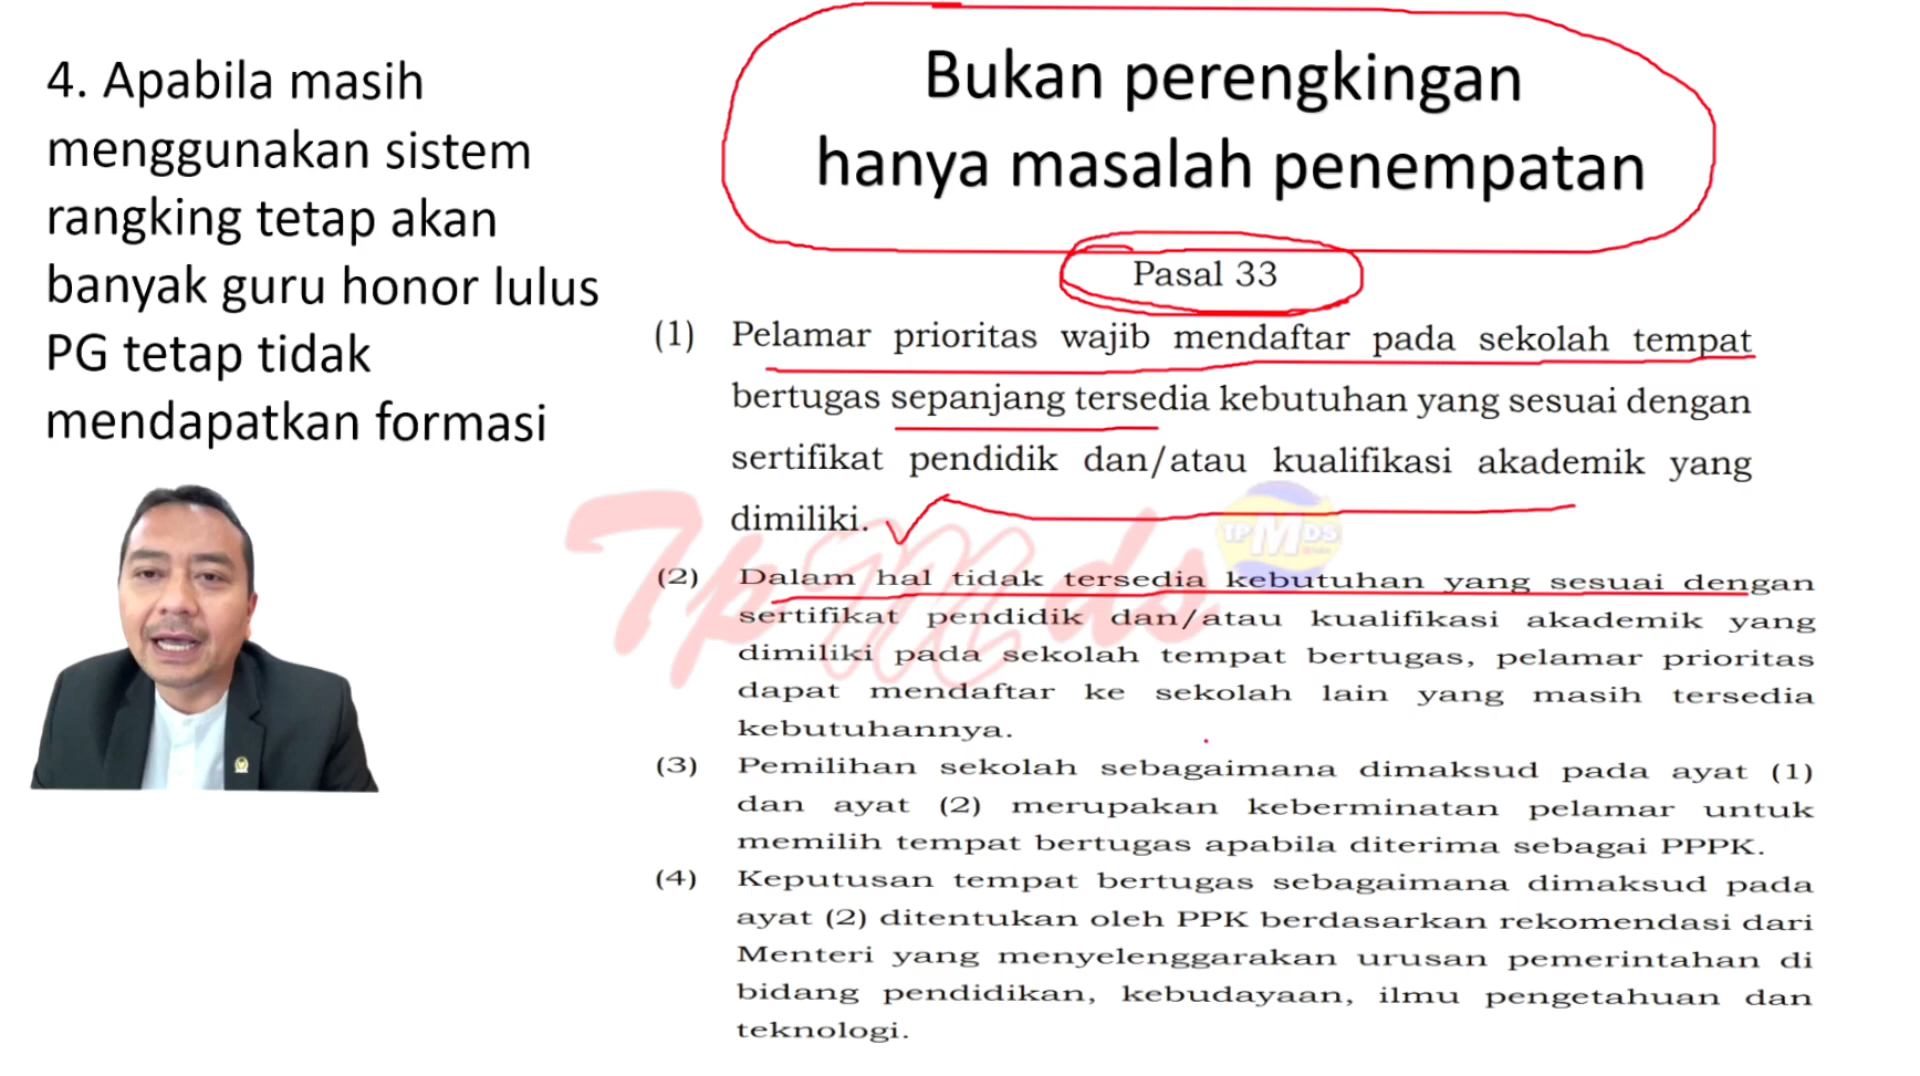 4. Apabila masih
menggunakan sistem
rangking tetap akan
banyak guru honor lulus
PG tetap tidak
mendapatkan formasi
Bukan perengkingan
hanya masalah penempatan
Pasal 33
(1) Pelamar prioritas wajib mendaftar pada sekolah tempat
bertugas sepanjang tersedia kebutuhan yang sesuai dengan
sertifikat pendidik dan/atau kualifikasi akademik yang
dimiliki.
(2) Dalam hal tidak tersedia kebutuhan yang sesuai dengan
sertifikat pendidik dan/atau kualifikasi akademik yang
dimiliki pada sekolah tempat bertugas, pelamar prioritas
dapat mendaftar ke sekolah lain yang masih tersedia
kebutuhannya.
(3) Pemilihan sekolah sebagaimana dimaksud pada ayat (1)
dan ayat (2) merupakan keberminatan pelamar untuk
memilih tempat bertugas apabila diterima sebagai PPPK.
(4) Keputusan tempat bertugas sebagaimana dimaksud pada
ayat (2) ditentukan oleh PPK berdasarkan rekomendasi dari
Menteri yang menyelenggarakan urusan pemerintahan di
bidang pendidikan, kebudayaan, ilmu pengetahuan dan
teknologi.
TpMds
TPMDS